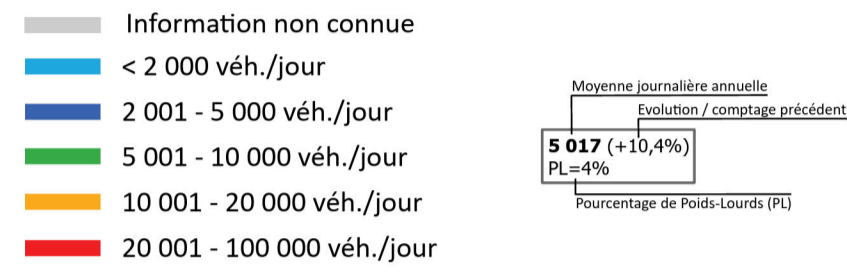 Information non connue
< 2 000 véh./jour
2 001 - 5 000 véh./jour
5 001 - 10 000 véh./jour
10 001 - 20 000 véh./jour
20 001 - 100 000 véh./jour
Moyenne journalière annuelle
Evolution / comptage précédent
5 017 (+10,4%)
PL=4%
Pourcentage de Poids-Lourds (PL)